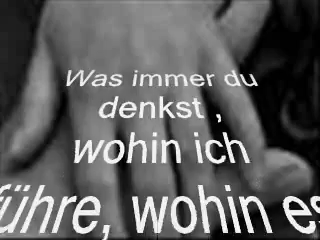 Was immer du
denkst ,
wohin ich
führe, wohin es